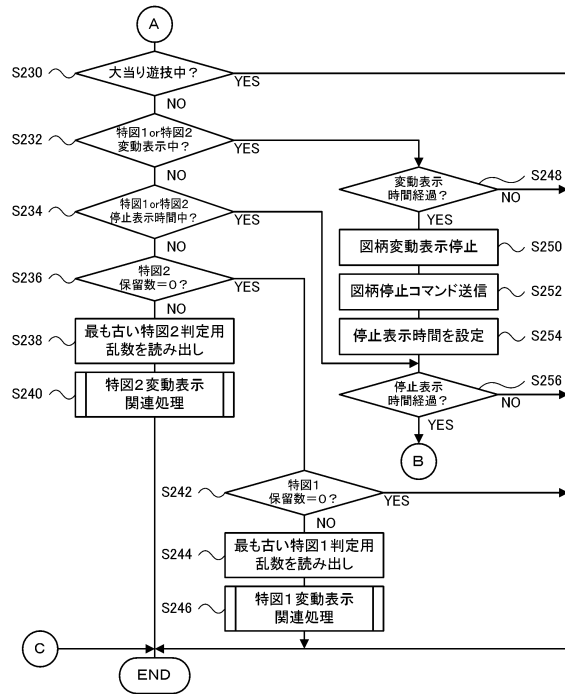 A
S230
大当り遊技中?
YES
NO
S232
特図1or特図2
変動表示中?
YES
NO
S248
変動表示
時間経過?
NO
YES
S234
特図1or特図2
停止表示時間中?
YES
NO
図柄変動表示停止
S250
S236
特図2
保留数=0?
YES
NO
図柄停止コマンド送信
S252
S238
最も古い特図2判定用
乱数を読み出し
停止表示時間を設定
S254
S240
特図2変動表示
関連処理
停止表示
時間経過?
S256
NO
YES
B
S242
特図1
保留数=0?
YES
NO
S244
最も古い特図1判定用
乱数を読み出し
S246
特図1変動表示
関連処理
C
END